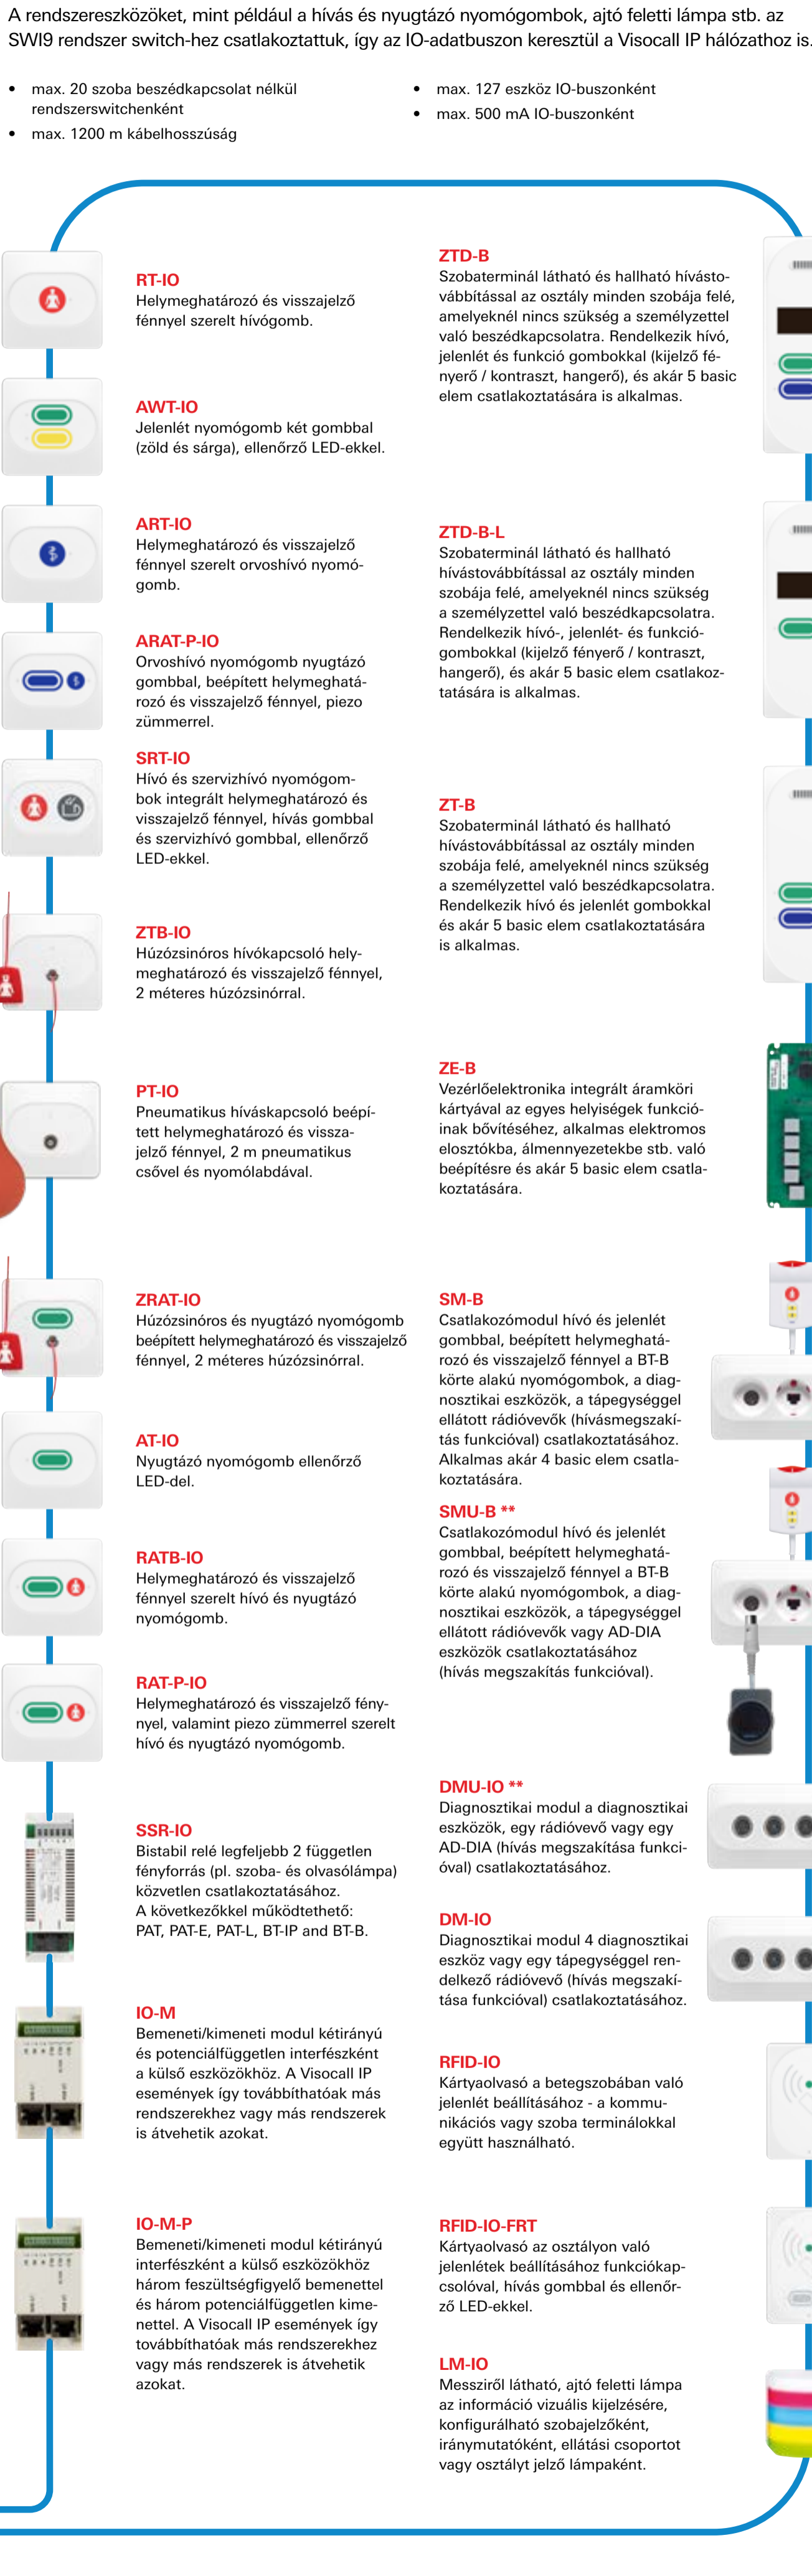 A rendszereszközöket, mint például a hívás és nyugtázó nyomógombok, ajtó feletti lámpa stb. az
SWI9 rendszer switch-hez csatlakoztattuk, így az IO-adatbuszon keresztül a Visocall IP hálózathoz is.
• max. 20 szoba beszédkapcsolat nélkül
rendszerswitchenként
• max. 1200 m kábelhosszúság
• max. 127 eszköz IO-buszonként
• max. 500 mA IO-buszonként
RT-IO
Helymeghatározó és visszajelző
fénnyel szerelt hívógomb.
AWT-IO
Jelenlét nyomógomb két gombbal
(zöld és sárga), ellenőrző LED-ekkel.
ART-IO
Helymeghatározó és visszajelző
fénnyel szerelt orvoshívó nyomó-
gomb.
ARAT-P-IO
Orvoshívó nyomógomb nyugtázó
gombbal, beépített helymeghatá-
rozó és visszajelző fénnyel, piezo
zümmerrel.
SRT-IO
Hívó és szervizhívó nyomógom-
bok integrált helymeghatározó és
visszajelző fénnyel, hívás gombbal
és szervizhívó gombbal, ellenőrző
LED-ekkel.
ZTB-IO
Húzózsinóros hívókapcsoló hely-
meghatározó és visszajelző fénnyel,
2 méteres húzózsinórral.
PT-IO
Pneumatikus híváskapcsoló beépí-
tett helymeghatározó és vissza-
jelző fénnyel, 2 m pneumatikus
csővel és nyomólabdával.
ZRAT-IO
Húzózsinóros és nyugtázó nyomógomb
beépített helymeghatározó és visszajelző
fénnyel, 2 méteres húzózsinórral.
AT-IO
Nyugtázó nyomógomb ellenőrző
LED-del.
RATB-IO
Helymeghatározó és visszajelző
fénnyel szerelt hívó és nyugtázó
nyomógomb.
RAT-P-IO
Helymeghatározó és visszajelző fény-
nyel, valamint piezo zümmerrel szerelt
hívó és nyugtázó nyomógomb.
SSR-IO
Bistabil relé legfeljebb 2 független
fényforrás (pl. szoba- és olvasólámpa)
közvetlen csatlakoztatásához.
A következőkkel működtethető:
PAT, PAT-E, PAT-L, BT-IP and BT-B.
IO-M
Bemeneti/kimeneti modul kétirányú
és potenciálfüggetlen interfészként
a külső eszközökhöz. A Visocall IP
események így továbbíthatóak más
rendszerekhez vagy más rendszerek
is átvehetik azokat.
IO-M-P
Bemeneti/kimeneti modul kétirányú
interfészként a külső eszközökhöz
három feszültségfigyelő bemenettel
és három potenciálfüggetlen kime-
nettel. A Visocall IP események így
továbbíthatóak más rendszerekhez
vagy más rendszerek is átvehetik
azokat.
ZTD-B
Szobaterminál látható és hallható hívásto-
vábbítással az osztály minden szobája felé,
amelyeknél nincs szükség a személyzettel
való beszédkapcsolatra. Rendelkezik hívó,
jelenlét és funkció gombokkal (kijelző fé-
nyerő / kontraszt, hangerő), és akár 5 basic
elem csatlakoztatására is alkalmas.
ZTD-B-L
Szobaterminál látható és hallható
hívástovábbítással az osztály minden
szobája felé, amelyeknél nincs szükség
a személyzettel való beszédkapcsolatra.
Rendelkezik hívó-, jelenlét- és funkció-
gombokkal (kijelző fényerő / kontraszt,
hangerő), és akár 5 basic elem csatlakoz-
tatására is alkalmas.
ZT-B
Szobaterminál látható és hallható
hívástovábbítással az osztály minden
szobája felé, amelyeknél nincs szükség
a személyzettel való beszédkapcsolatra.
Rendelkezik hívó és jelenlét gombokkal
és akár 5 basic elem csatlakoztatására
is alkalmas.
ZE-B
Vezérlőelektronika integrált áramköri
kártyával az egyes helyiségek funkció-
inak bővítéséhez, alkalmas elektromos
elosztókba, álmennyezetekbe stb. való
beépítésre és akár 5 basic elem csatla-
koztatására.
SM-B
Csatlakozómodul hívó és jelenlét
gombbal, beépített helymeghatá-
rozó és visszajelző fénnyel a BT-B
körte alakú nyomógombok, a diag-
nosztikai eszközök, a tápegységgel
ellátott rádióvevők (hívásmegszakí-
tás funkcióval) csatlakoztatásához.
Alkalmas akár 4 basic elem csatla-
koztatására.
SMU-B **
Csatlakozómodul hívó és jelenlét
gombbal, beépített helymeghatá-
rozó és visszajelző fénnyel a BT-B
körte alakú nyomógombok, a diag-
nosztikai eszközök, a tápegységgel
ellátott rádióvevők vagy AD-DIA
eszközök csatlakoztatásához
(hívás megszakítás funkcióval).
DMU-IO **
Diagnosztikai modul a diagnosztikai
eszközök, egy rádióvevő vagy egy
AD-DIA (hívás megszakítása funkci-
óval) csatlakoztatásához.
DM-IO
Diagnosztikai modul 4 diagnosztikai
eszköz vagy egy tápegységgel ren-
delkező rádióvevő (hívás megszakí-
tása funkcióval) csatlakoztatásához.
RFID-IO
Kártyaolvasó a betegszobában való
jelenlét beállításához - a kommu-
nikációs vagy szoba terminálokkal
együtt használható.
RFID-IO-FRT
Kártyaolvasó az osztályon való
jelenlétek beállításához funkciókap-
csolóval, hívás gombbal és ellenőr-
ző LED-ekkel.
LM-IO
Messziről látható, ajtó feletti lámpa
az információ vizuális kijelzésére,
konfigurálható szobajelzőként,
iránymutatóként, ellátási csoportot
vagy osztályt jelző lámpaként.